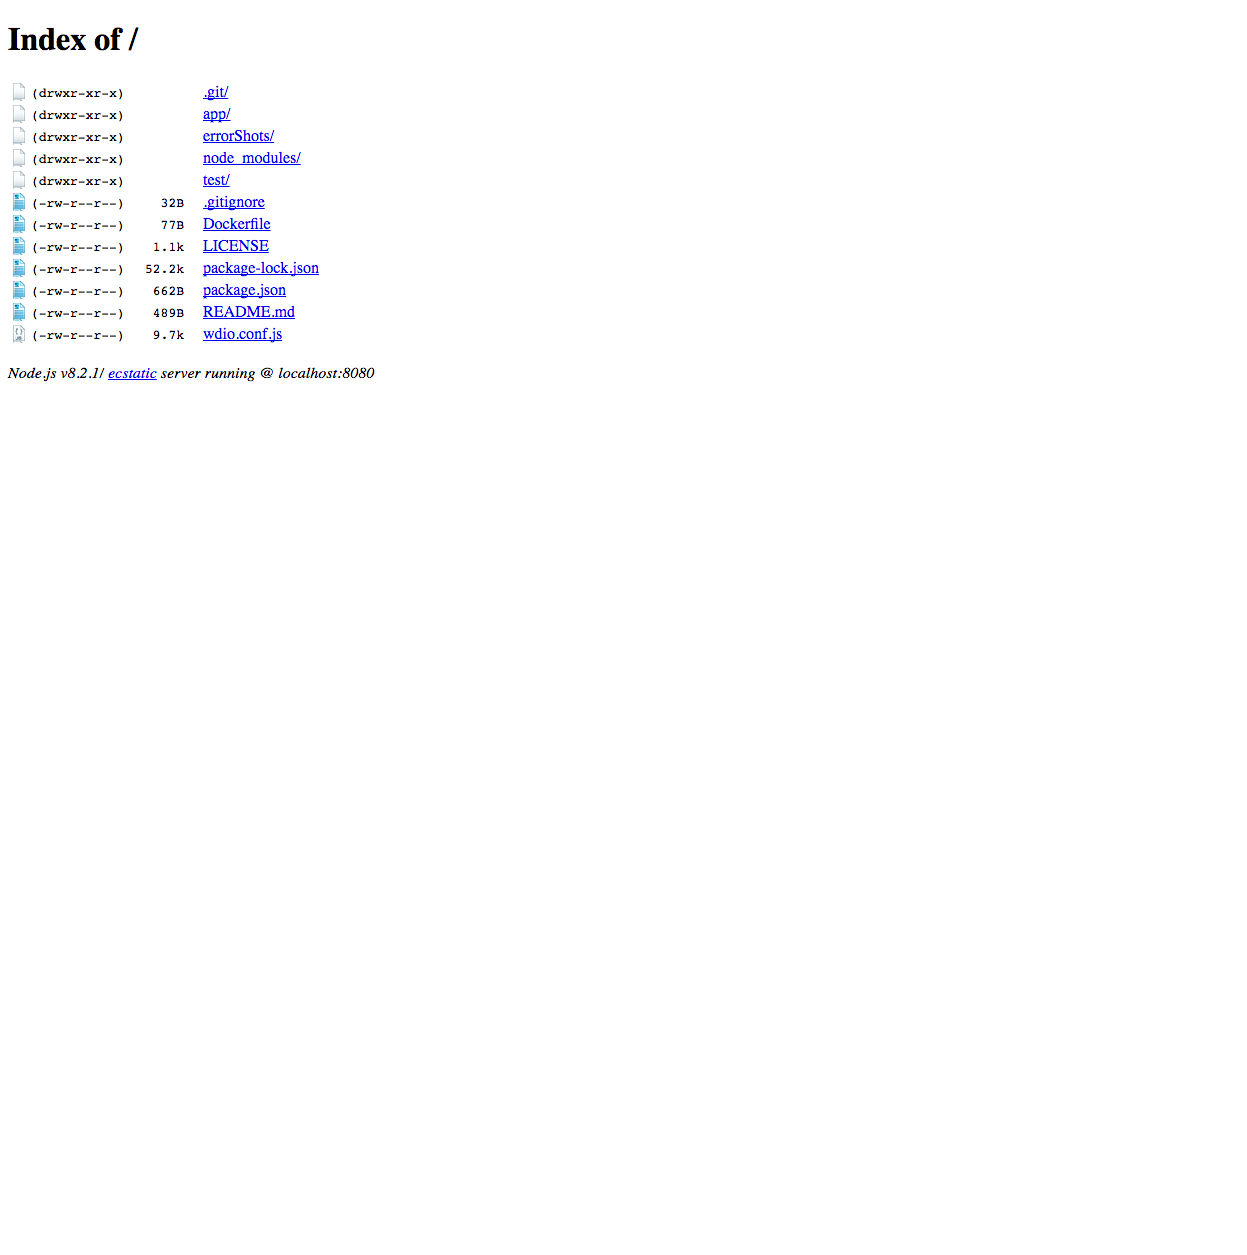 Index of /
(drwxr-xr-x) .git/
(drwxr-xr-x) app/
(drwxr-xr-x) errorShots/
(drwxr-xr-x) node_modules/
(drwxr-xr-x) test/
(-rw-r--r--) 32B .gitignore
(-rw-r--r--) 77B Dockerfile
(-rw-r--r--) 1.1k LICENSE
(-rw-r--r--) 52.2k package-lock.json
(-rw-r--r--) 662B package.json
(-rw-r--r--) 489B README.md
(-rw-r--r--) 9.7k wdio.conf.js
Node.js v8.2.1/ ecstatic server running @ localhost:8080